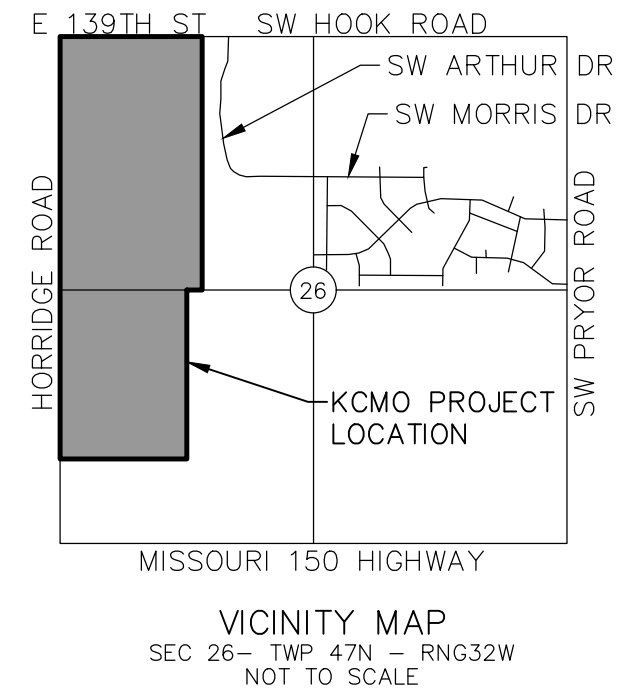 E 139TH ST
SW HOOK ROAD
SW ARTHUR DR
SW MORRIS DR
HORRIDGE ROAD
SW PRYOR ROAD
26
KCMO PROJECT
LOCATION
MISSOURI 150 HIGHWAY
VICINITY MAP
SEC 26– TWP 47N – RNG32W
NOT TO SCALE